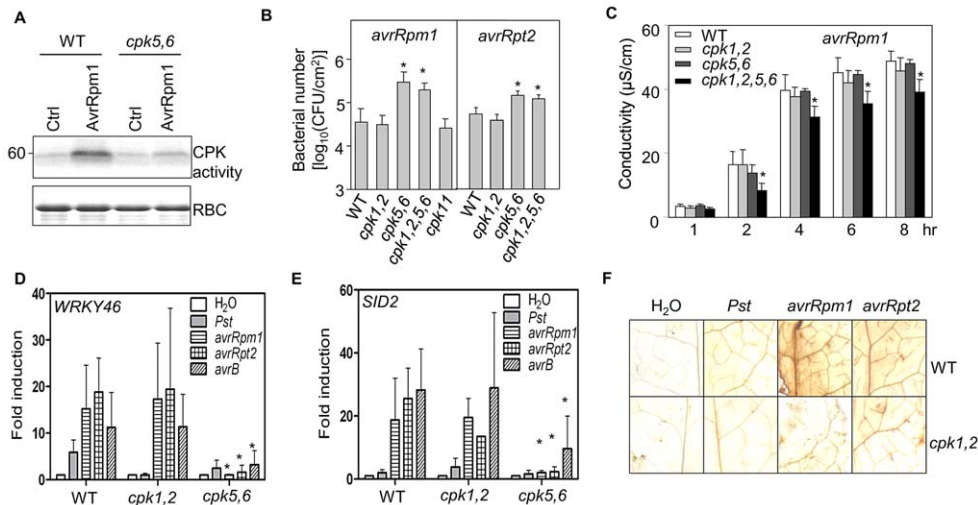 A
WT
cpk5,6
Ctrl
AvrRpm1
Ctrl
AvrRpm1
60
CPK
activity
RBC
B
avrRpm1
avrRpt2
Bacterial number
[log10(CFU/cm²)]
6
5
4
3
* * * *
WT
cpk1,2
cpk5,6
cpk1,2,5,6
cpk11
WT
cpk1,2
cpk5,6
cpk1,2,5,6
C
WT
cpk1,2
cpk5,6
cpk1,2,5,6
avrRpm1
Conductivity (µS/cm)
60
40
20
0
* * * *
1 2 4 6 8 hr
D
WRKY46
H2O
Pst
avrRpm1
avrRpt2
avrB
Fold induction
40
30
20
10
0
* * *
WT cpk1,2 cpk5,6
E
SID2
H2O
Pst
avrRpm1
avrRpt2
avrB
Fold induction
60
40
20
0
* * *
WT cpk1,2 cpk5,6
F
H2O Pst avrRpm1 avrRpt2
WT
cpk1,2